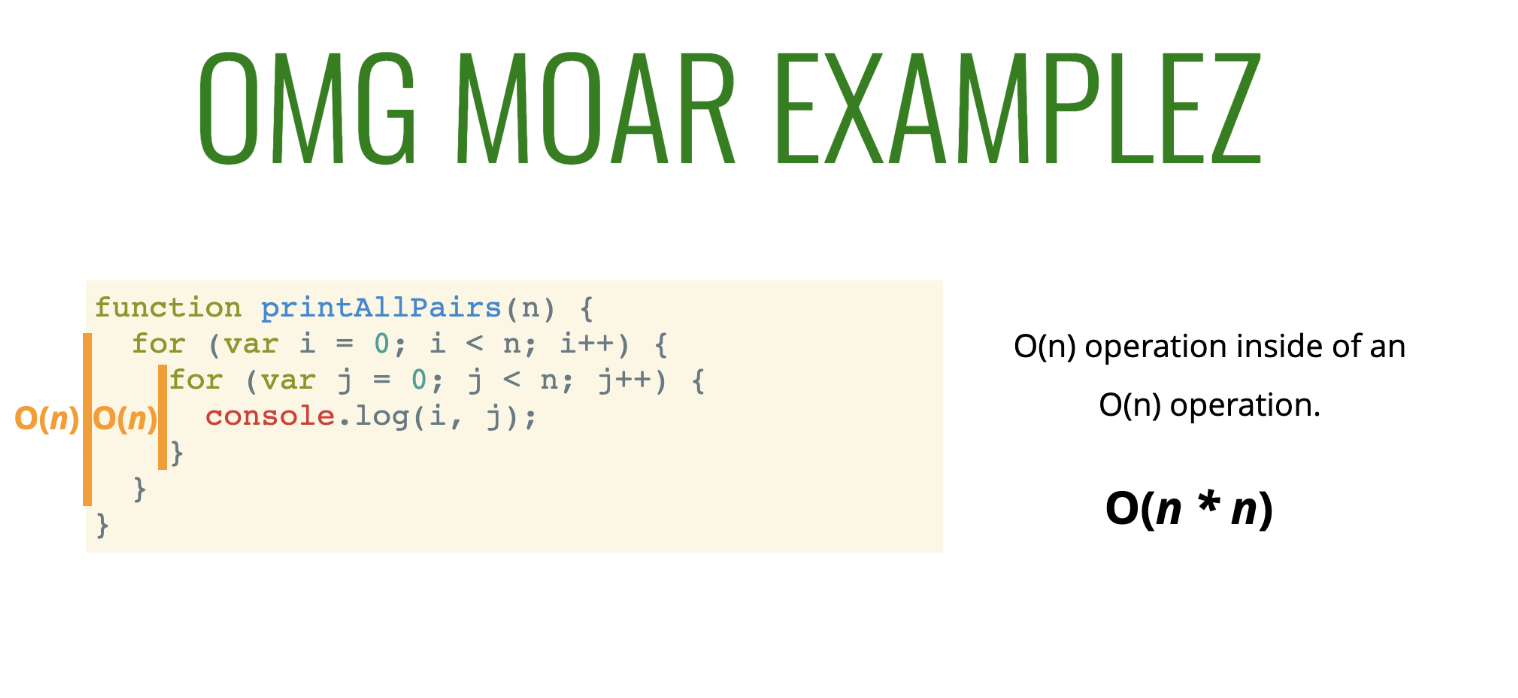 OMG MOAR EXAMPLEZ
function printAllPairs(n) {
  for (var i = 0; i < n; i++) {
    for (var j = 0; j < n; j++) {
O(n) O(n) console.log(i, j);
    }
  }
}
O(n) operation inside of an
O(n) operation.
O(n * n)